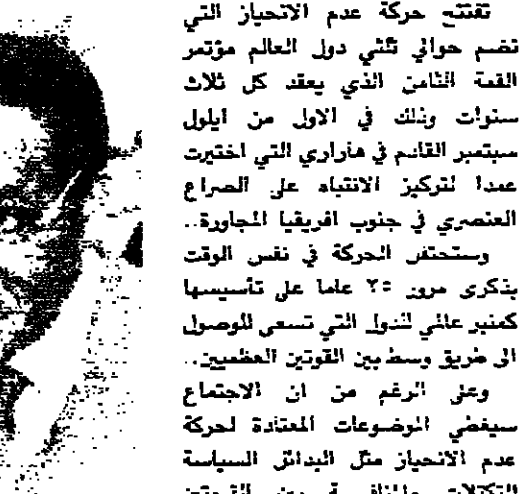 تفتتح حركة عدم الانحياز التي
تضم حوالي ثلثي دول العالم مؤتمر
القمة الثامن الذي يعقد كل ثلاث
سنوات وذلك في الاول من ايلول
سبتمبر القادم في هاراري التي اختيرت
عمدا لتركيز الانتباه على الصراع
العنصري في جنوب افريقيا المجاورة..
وستحتفل الحركة في نفس الوقت
بذكرى مرور ٢٥ عاما على تأسيسها
كمنبر عالمي للدول التي تسعى للوصول
الى طريق وسط بين القوتين العظميين..
وعلى الرغم من ان الاجتماع
سيغطي الموضوعات المعتادة لحركة
عدم الانحياز مثل البدائل السياسة